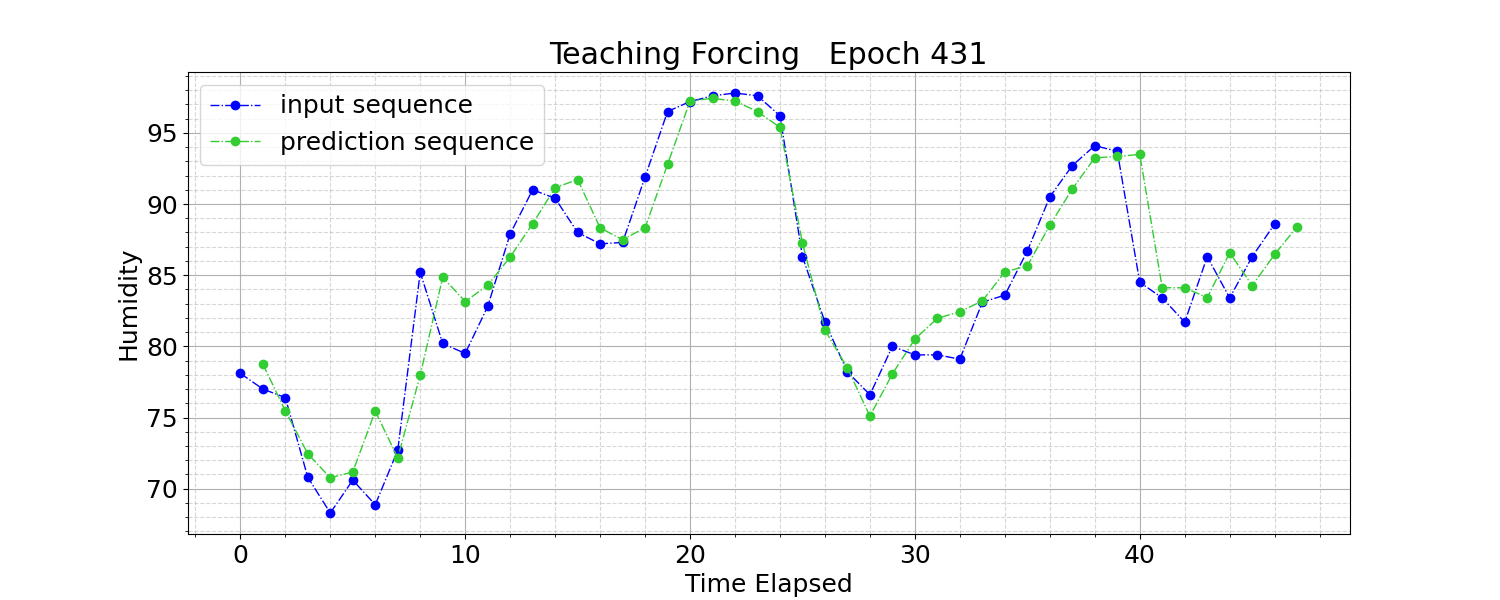 Teaching Forcing   Epoch 431
input sequence
prediction sequence
Humidity
95
90
85
80
75
70
0 10 20 30 40
Time Elapsed